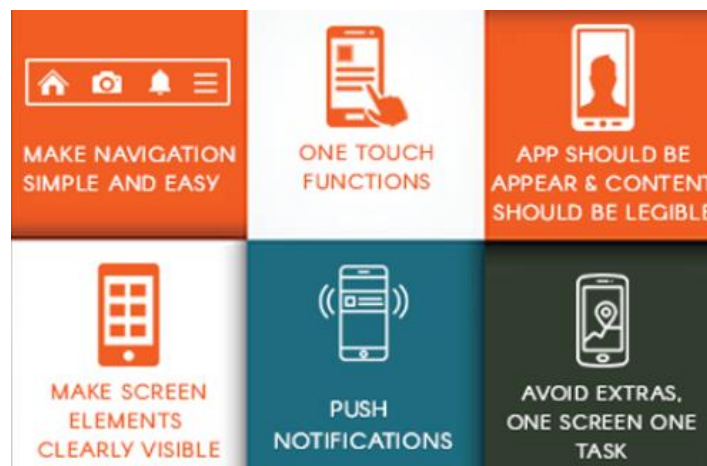 MAKE NAVIGATION
SIMPLE AND EASY
ONE TOUCH
FUNCTIONS
APP SHOULD BE
APPEAR & CONTENT
SHOULD BE LEGIBLE
MAKE SCREEN
ELEMENTS
CLEARLY VISIBLE
PUSH
NOTIFICATIONS
AVOID EXTRAS,
ONE SCREEN ONE
TASK